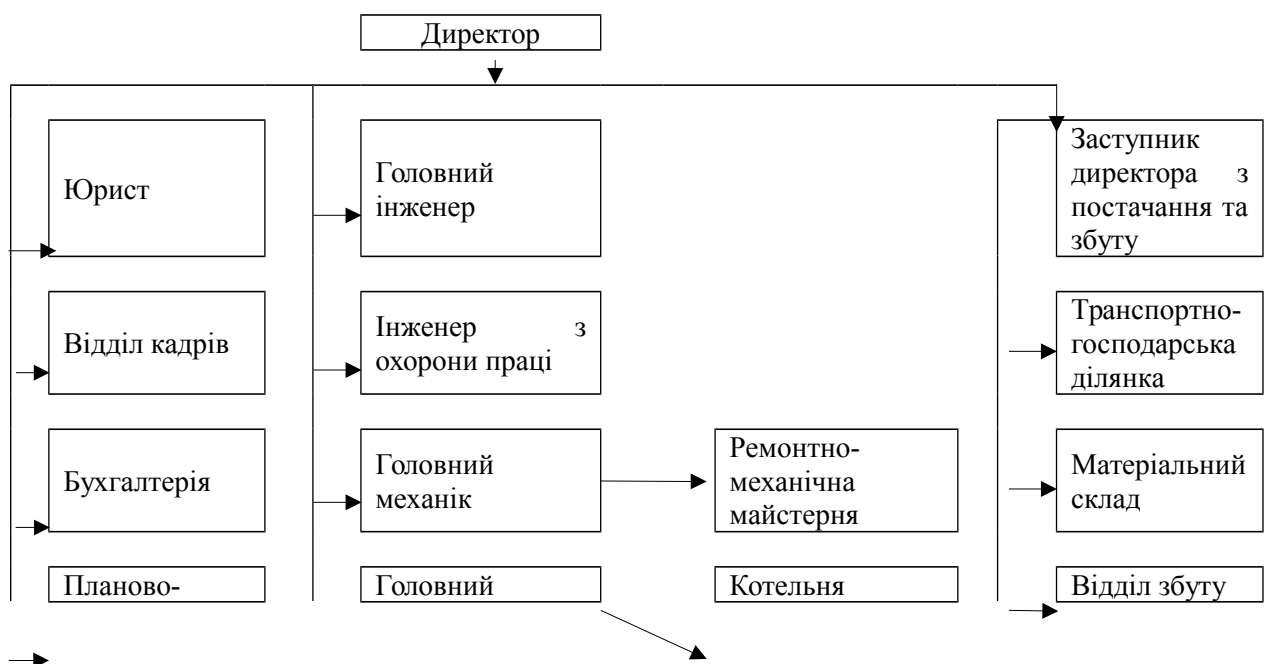 Директор
Юрист
Головний
інженер
Заступник
директора з
постачання та
збуту
Відділ кадрів
Інженер з
охорони праці
Транспортно-
господарська
ділянка
Бухгалтерія
Головний
механік
Ремонтно-
механічна
майстерня
Матеріальний
склад
Планово-
Головний
Котельня
Відділ збуту